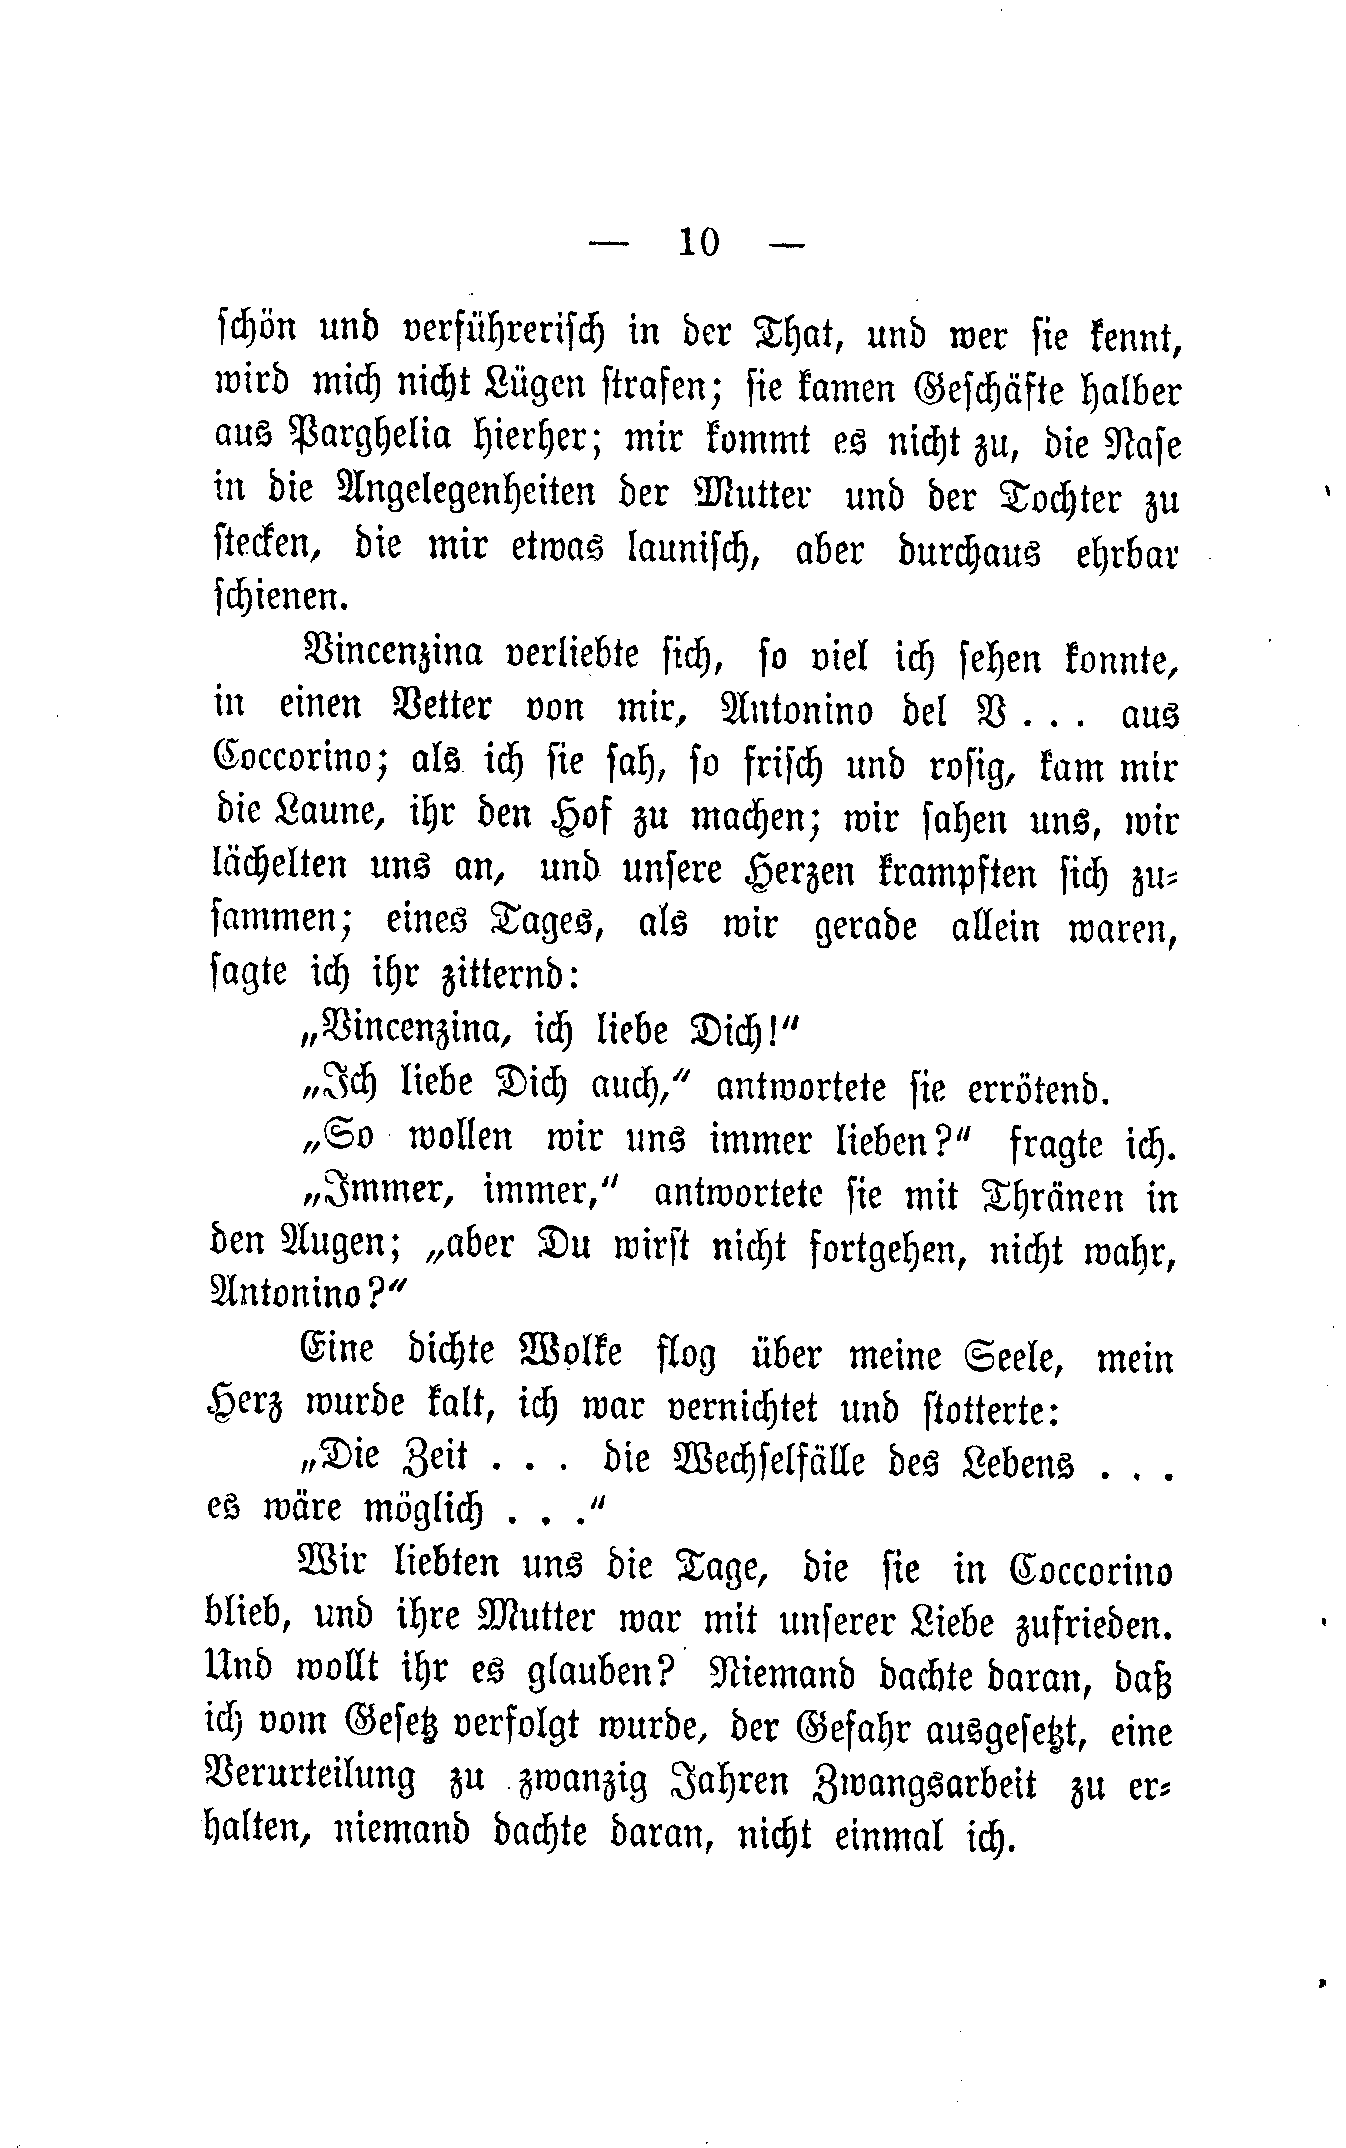 — 10 —
schön und verführerisch in der That, und wer sie kennt,
wird mich nicht Lügen strafen; sie kamen Geschäfte halber
aus Parghelia hierher; mir kommt es nicht zu, die Nase
in die Angelegenheiten der Mutter und der Tochter zu
stecken, die mir etwas launisch, aber durchaus ehrbar
schienen.
Vincenzina verliebte sich, so viel ich sehen konnte,
in einen Vetter von mir, Antonino del V... aus
Coccorino; als ich sie sah, so frisch und rosig, kam mir
die Laune, ihr den Hof zu machen; wir sahen uns, wir
lächelten uns an, und unsere Herzen krampften sich zu-
sammen; eines Tages, als wir gerade allein waren,
sagte ich ihr zitternd:
„Vincenzina, ich liebe Dich!“
„Ich liebe Dich auch,“ antwortete sie errötend.
„So wollen wir uns immer lieben?“ fragte ich.
„Immer, immer,“ antwortete sie mit Thränen in
den Augen; „aber Du wirst nicht fortgehen, nicht wahr,
Antonino?“
Eine dichte Wolke flog über meine Seele, mein
Herz wurde kalt, ich war vernichtet und stotterte:
„Die Zeit . . . die Wechselfälle des Lebens . . .
es wäre möglich . . .“
Wir liebten uns die Tage, die sie in Coccorino
blieb, und ihre Mutter war mit unserer Liebe zufrieden.
Und wollt ihr es glauben? Niemand dachte daran, daß
ich vom Gesetz verfolgt wurde, der Gefahr ausgesetzt, eine
Verurteilung zu zwanzig Jahren Zwangsarbeit zu er-
halten, niemand dachte daran, nicht einmal ich.